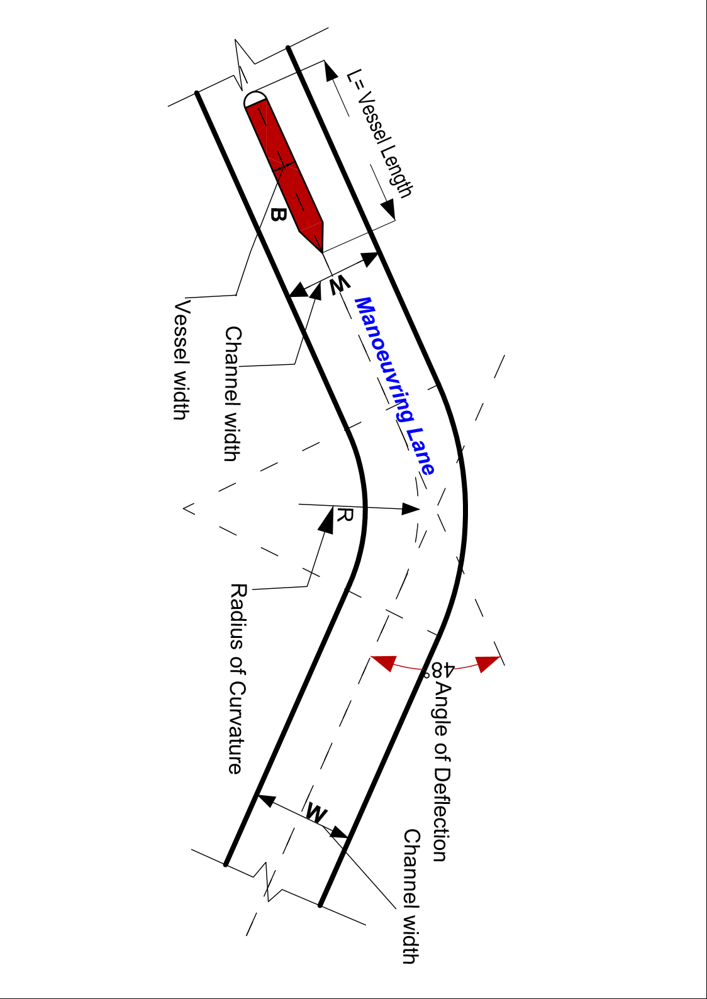 L= Vessel Length
B
W
Manoeuvring Lane
Vessel width
Channel width
R
Radius of Curvature
48°
Angle of Deflection
W
Channel width